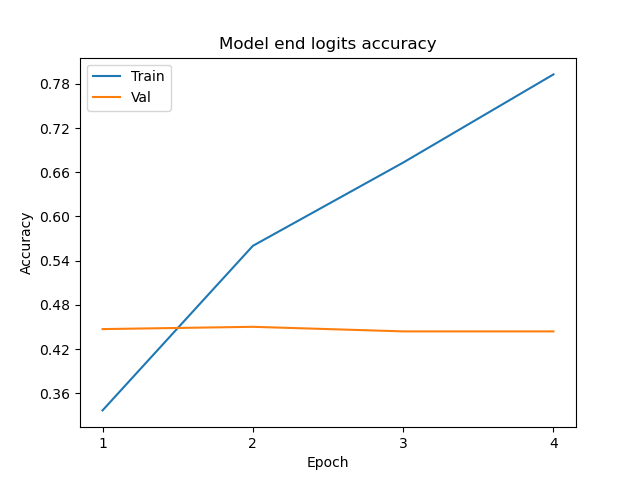 Model end logits accuracy
Train
Val
0.78
0.72
0.66
0.60
0.54
0.48
0.42
0.36
Accuracy
1 2 3 4
Epoch